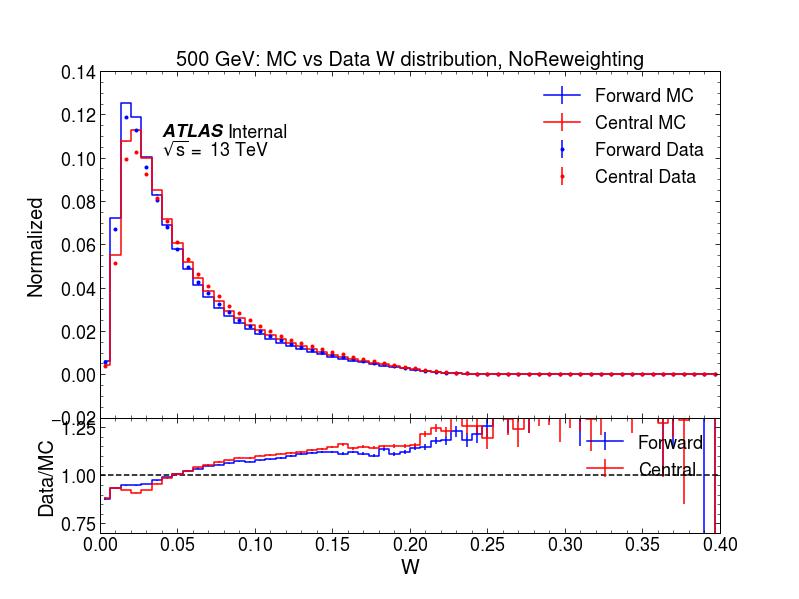 500 GeV: MC vs Data W distribution, NoReweighting
0.14
0.12
0.10
0.08
0.06
0.04
0.02
0.00
−0.02
Normalized
ATLAS Internal
√s = 13 TeV
Forward MC
Central MC
Forward Data
Central Data
1.25
1.00
0.75
Data/MC
Forward
Central
0.00 0.05 0.10 0.15 0.20 0.25 0.30 0.35 0.40
W